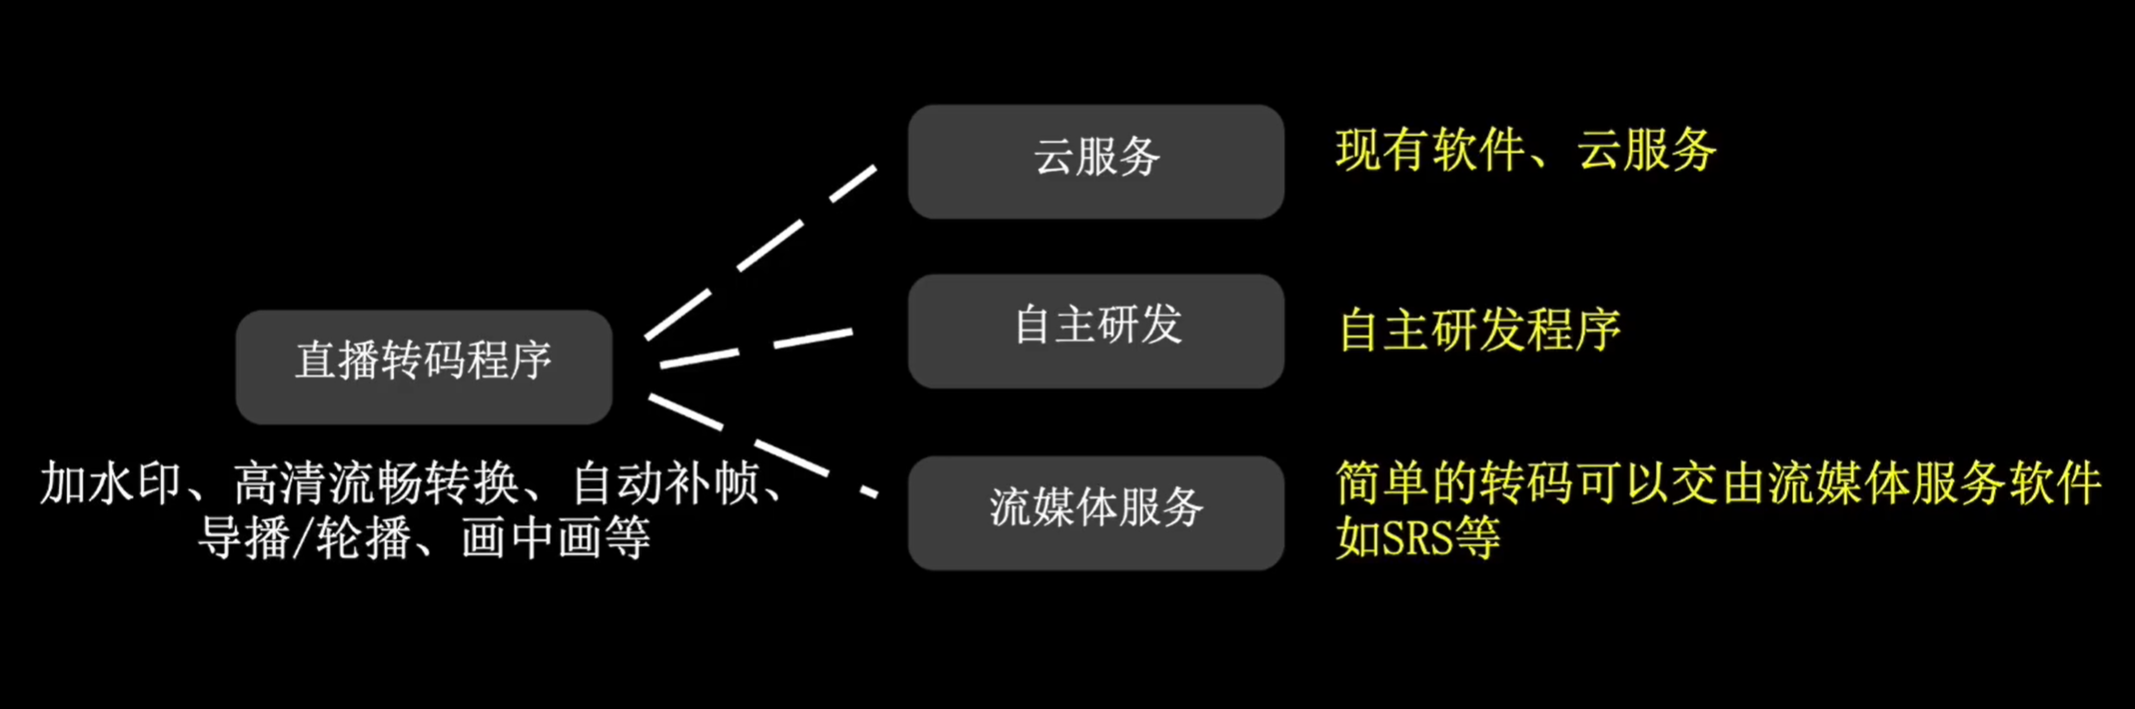 云服务
现有软件、云服务
自主研发
自主研发程序
直播转码程序
加水印、高清流畅转换、自动补帧、
导播/轮播、画中画等
流媒体服务
简单的转码可以交由流媒体服务软件
如SRS等